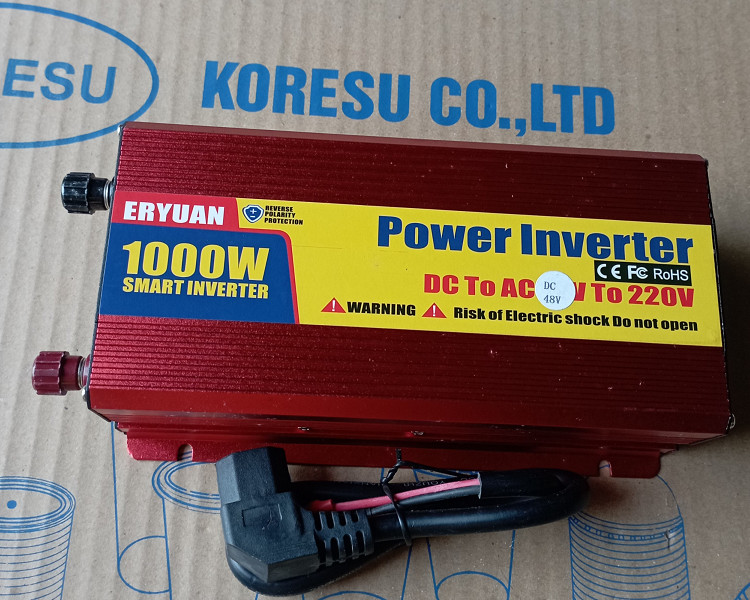 ESU
KORESU CO.,LTD
ERYUAN
REVERSE
POLARITY
PROTECTION
1000W
SMART INVERTER
Power Inverter
CE FC RoHS
DC To AC V To 220V
DC
48V
WARNING
Risk of Electric shock Do not open